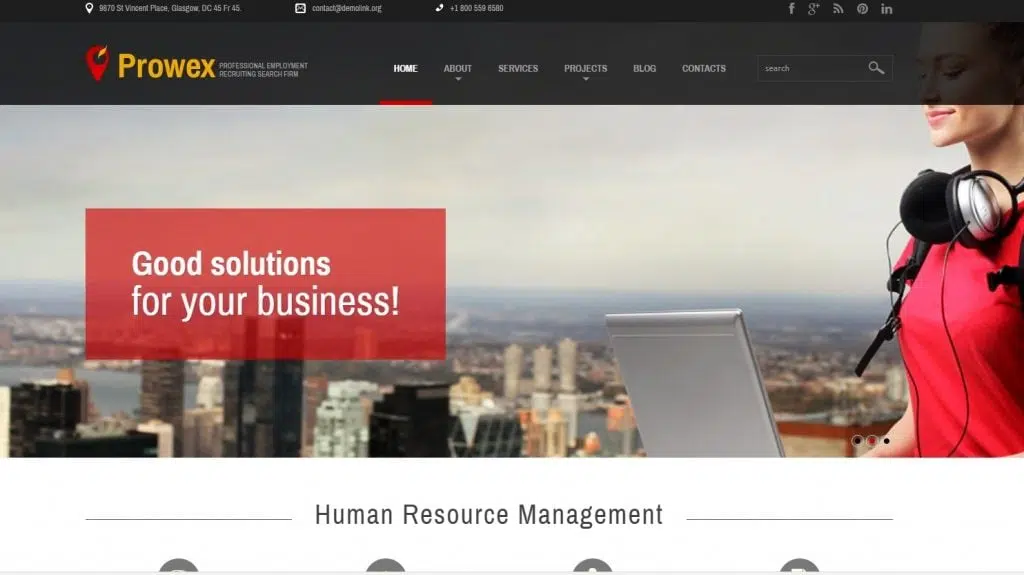 9870 St Vincent Place, Glasgow, DC 45 Fr 45.
contact@demolink.org
+1 800 559 6580
Prowex
PROFESSIONAL EMPLOYMENT
RECRUITING SEARCH FIRM
HOME ABOUT SERVICES PROJECTS BLOG CONTACTS
search
Good solutions
for your business!
Human Resource Management